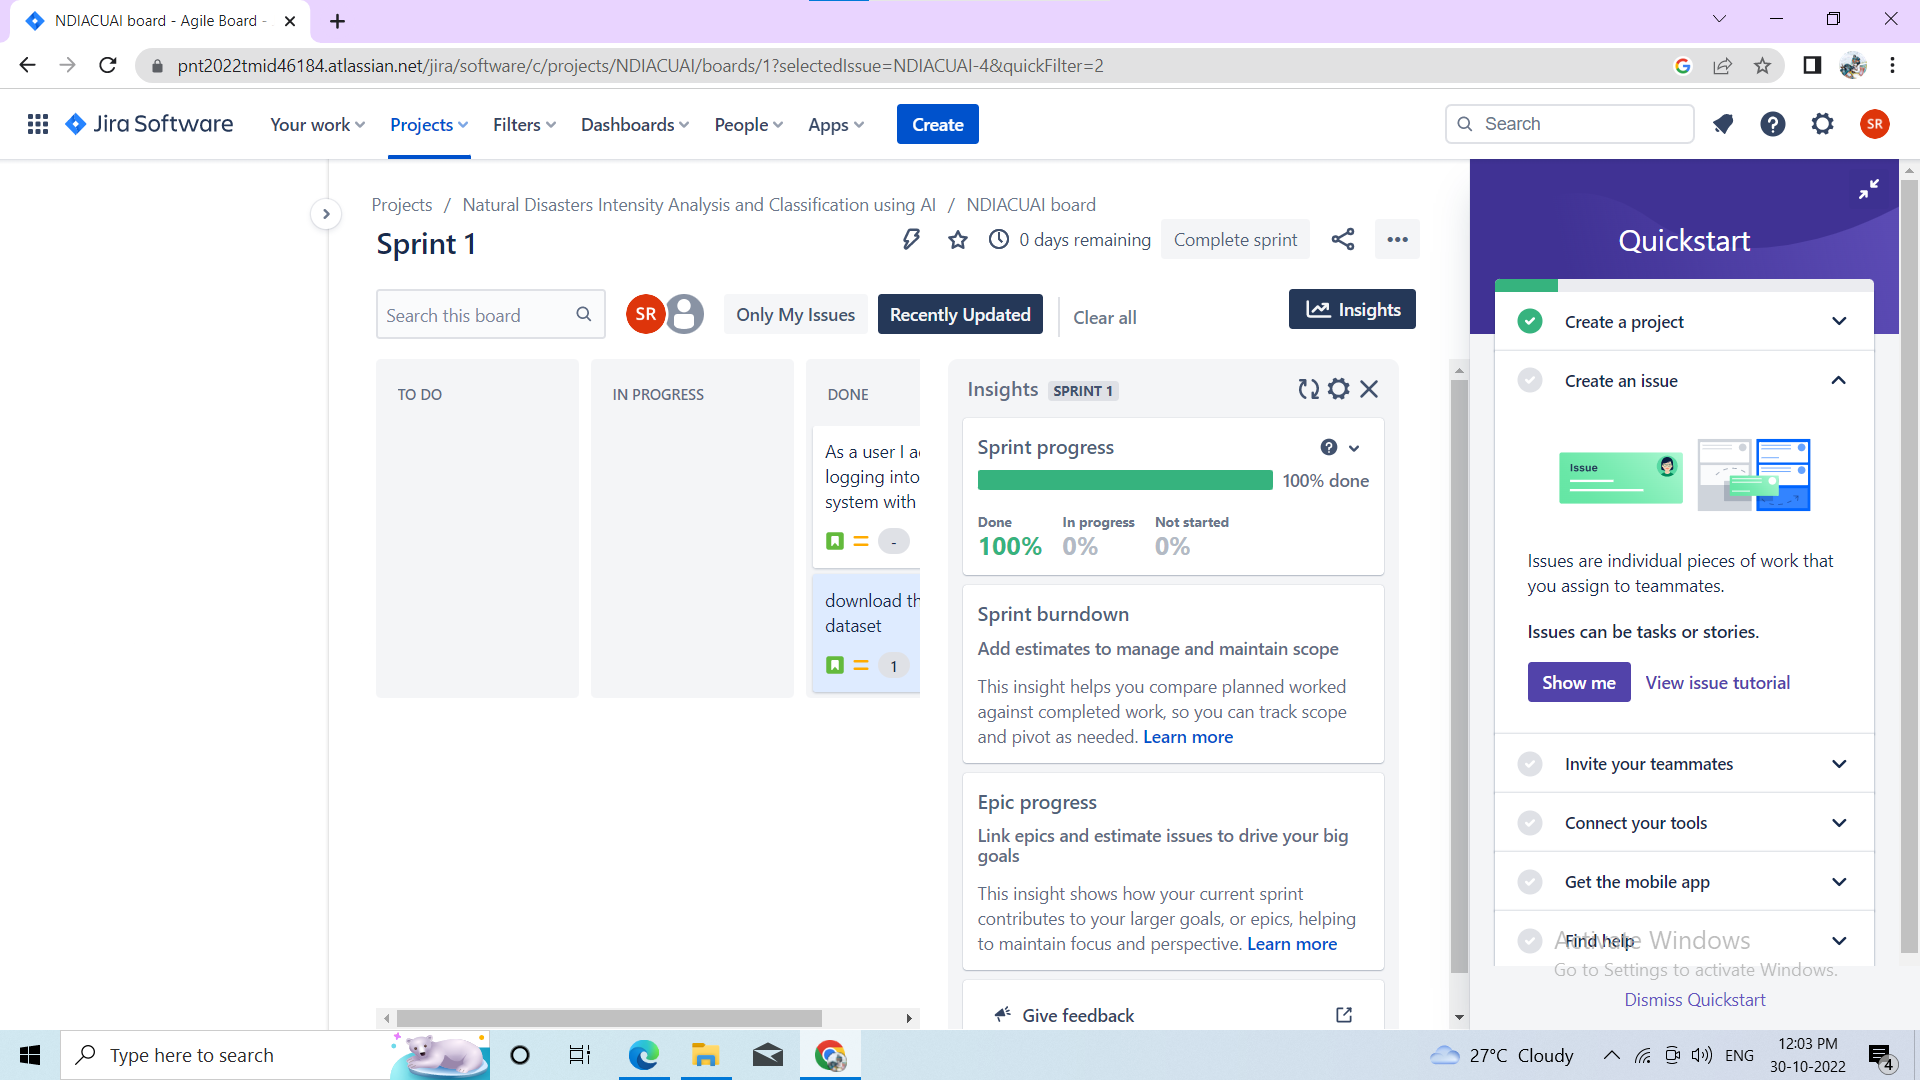 NDIACUAI board - Agile Board -
pnt2022tmid46184.atlassian.net/jira/software/c/projects/NDIACUAI/boards/1?selectedIssue=NDIACUAI-4&quickFilter=2
Jira Software
Your work
Projects
Filters
Dashboards
People
Apps
Create
Search
SR
Projects / Natural Disasters Intensity Analysis and Classification using AI / NDIACUAI board
Sprint 1
0 days remaining
Complete sprint
Search this board
SR
Only My Issues
Recently Updated
Clear all
Insights
TO DO
IN PROGRESS
DONE
As a user I a
logging into
system with
-
download th
dataset
1
Insights SPRINT 1
Sprint progress
100% done
Done In progress Not started
100% 0% 0%
Sprint burndown
Add estimates to manage and maintain scope
This insight helps you compare planned worked
against completed work, so you can track scope
and pivot as needed. Learn more
Epic progress
Link epics and estimate issues to drive your big
goals
This insight shows how your current sprint
contributes to your larger goals, or epics, helping
to maintain focus and perspective. Learn more
Give feedback
Quickstart
Create a project
Create an issue
Issue
Issues are individual pieces of work that
you assign to teammates.
Issues can be tasks or stories.
Show me
View issue tutorial
Invite your teammates
Connect your tools
Get the mobile app
Find help
Activate Windows
Go to Settings to activate Windows.
Dismiss Quickstart
Type here to search
27°C Cloudy
ENG
12:03 PM
30-10-2022
4